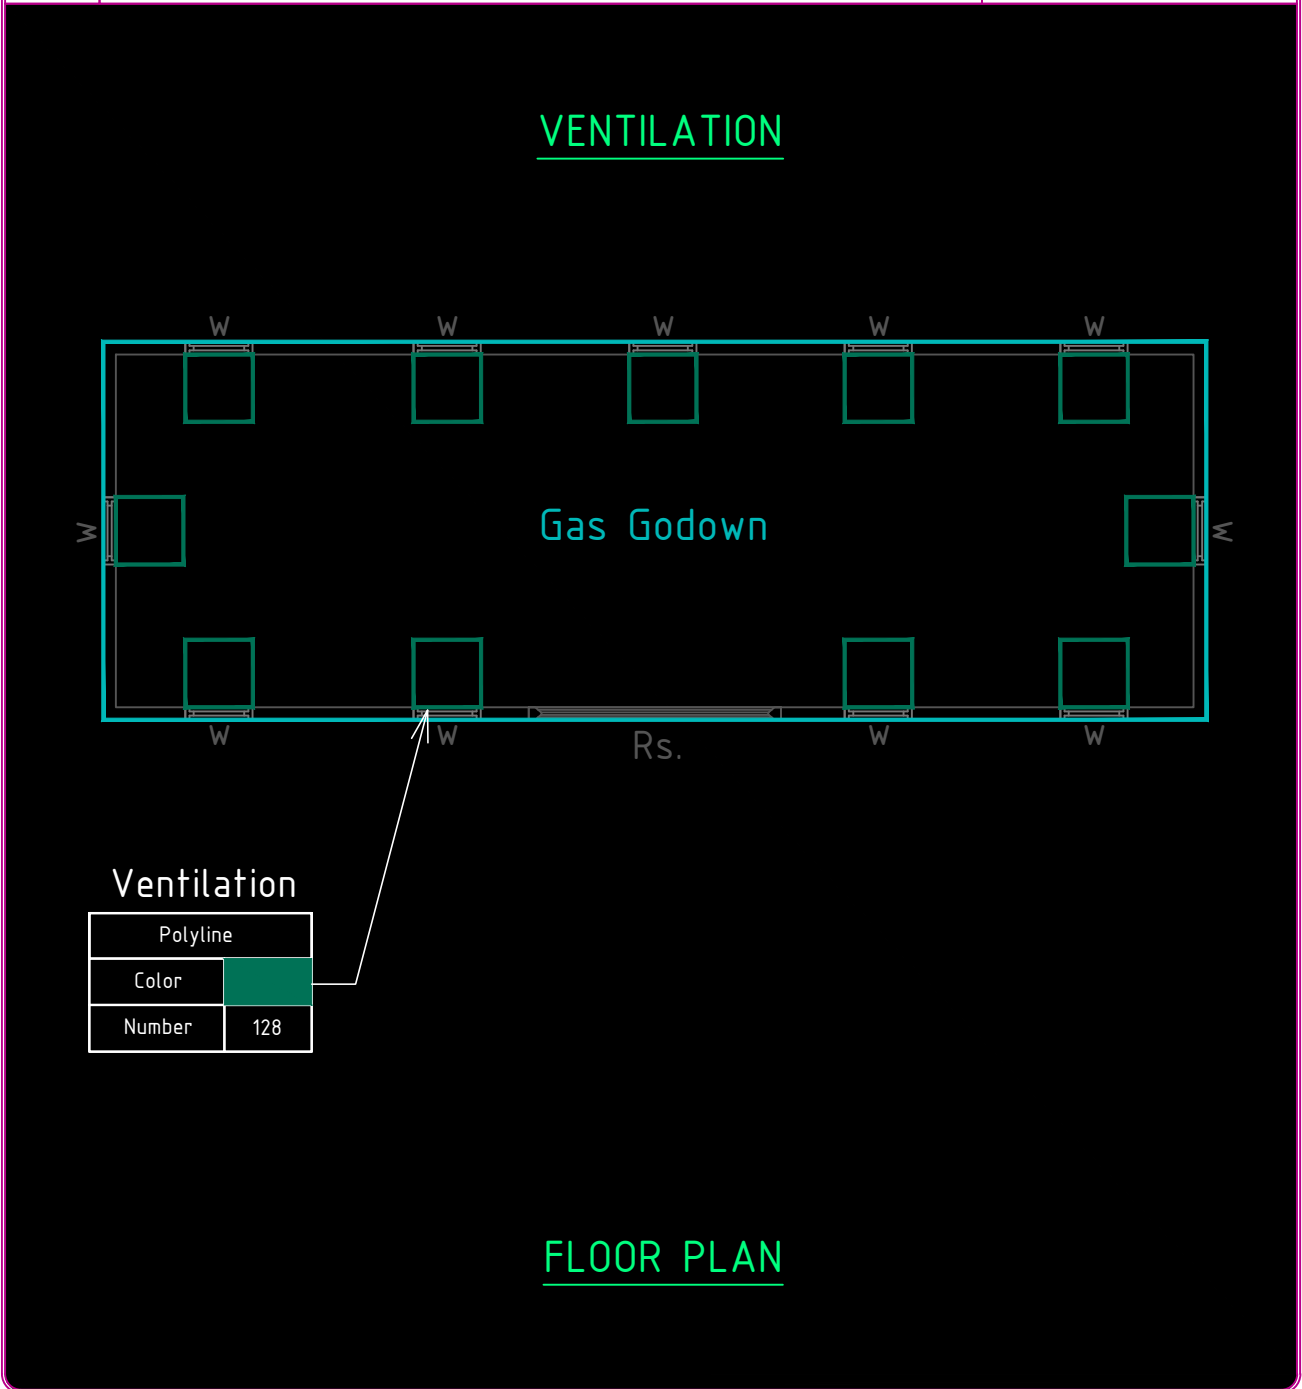 VENTILATION
W W W W W
W Gas Godown W
W W Rs. W W
Ventilation
Polyline
Color
Number 128
FLOOR PLAN